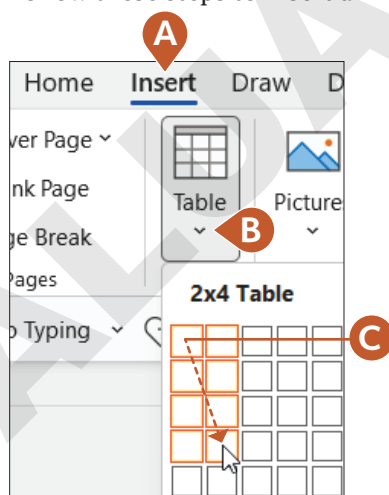 A
Home Insert Draw D
ver Page
nk Page
ge Break
Pages
Table
Picture
B
2x4 Table
Typing
C